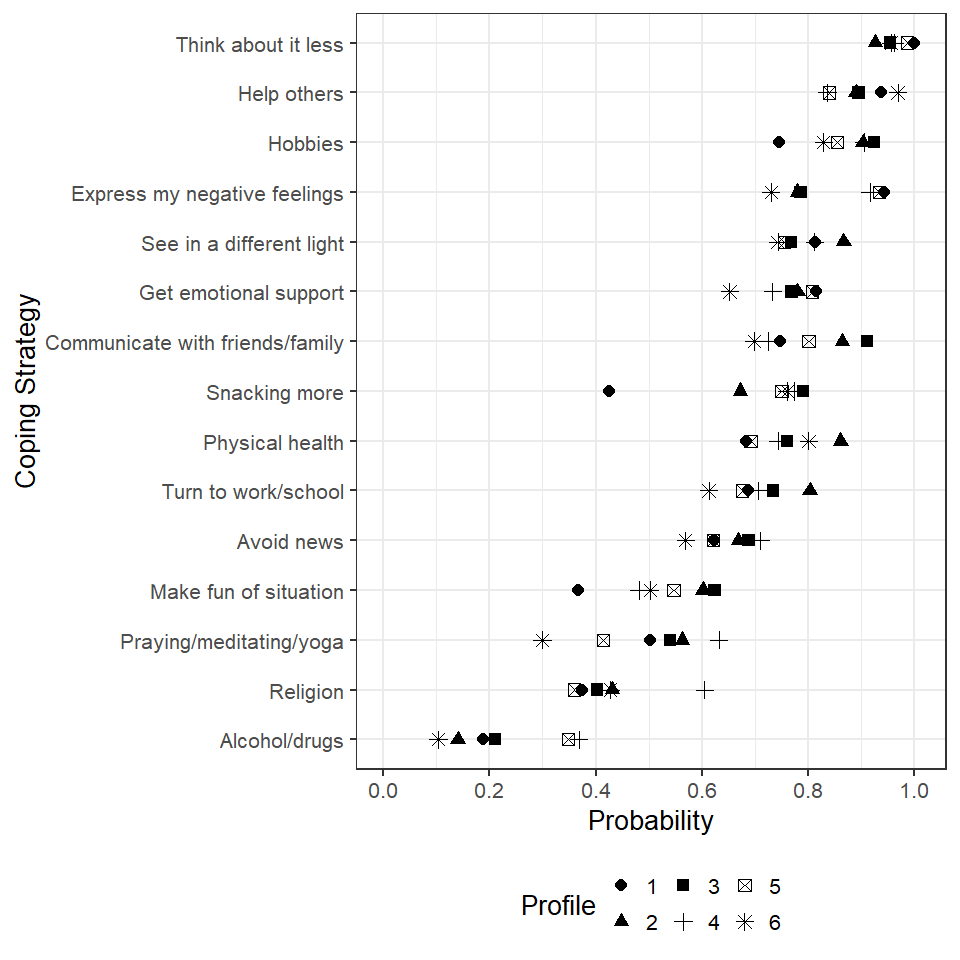 Coping Strategy
Think about it less
Help others
Hobbies
Express my negative feelings
See in a different light
Get emotional support
Communicate with friends/family
Snacking more
Physical health
Turn to work/school
Avoid news
Make fun of situation
Praying/meditating/yoga
Religion
Alcohol/drugs
0.0 0.2 0.4 0.6 0.8 1.0
Probability
Profile
1 3 5
2 4 6